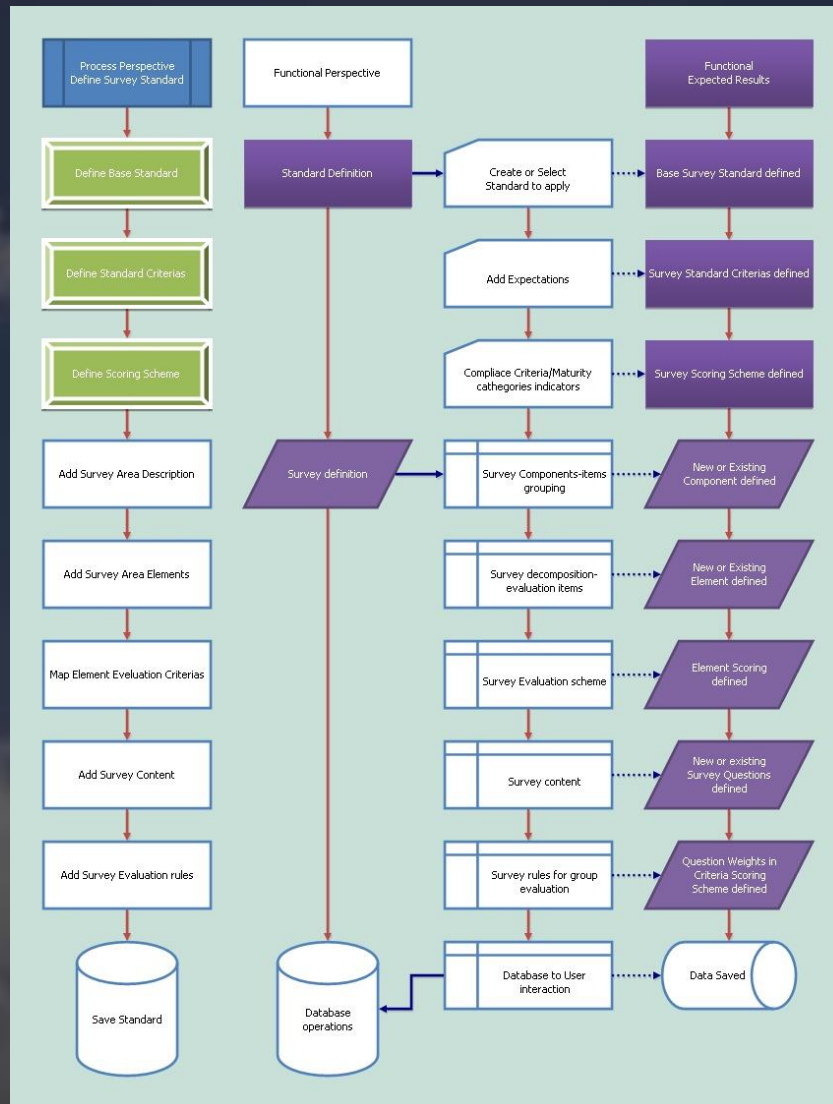 Process Perspective
Define Survey Standard
Functional Perspective
Functional
Expected Results
Define Base Standard
Standard Definition
Create or Select
Standard to apply
Base Survey Standard defined
Define Standard Criterias
Add Expectations
Survey Standard Criterias defined
Define Scoring Scheme
Compliace Criteria/Maturity
cathegories indicators
Survey Scoring Scheme defined
Add Survey Area Description
Survey definition
Survey Components-items
grouping
New or Existing
Component defined
Add Survey Area Elements
Survey decomposition-
evaluation items
New or Existing
Element defined
Map Element Eveluation Criterias
Survey Evaluation scheme
Element Scoring
defined
Add Survey Content
Survey content
New or existing
Survey Questions
defined
Add Survey Evaluation rules
Survey rules for group
evaluation
Question Weights in
Criteria Scoring
Scheme defined
Save Standard
Database
operations
Database to User
interaction
Data Saved